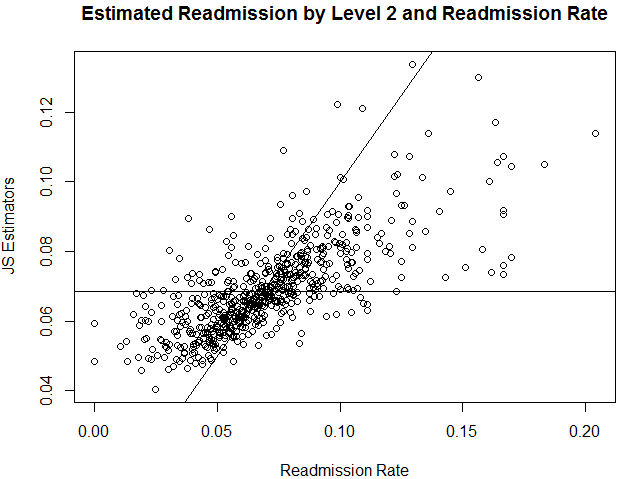 Estimated Readmission by Level 2 and Readmission Rate
JS Estimators
0.12
0.10
0.08
0.06
0.04
0.00 0.05 0.10 0.15 0.20
Readmission Rate